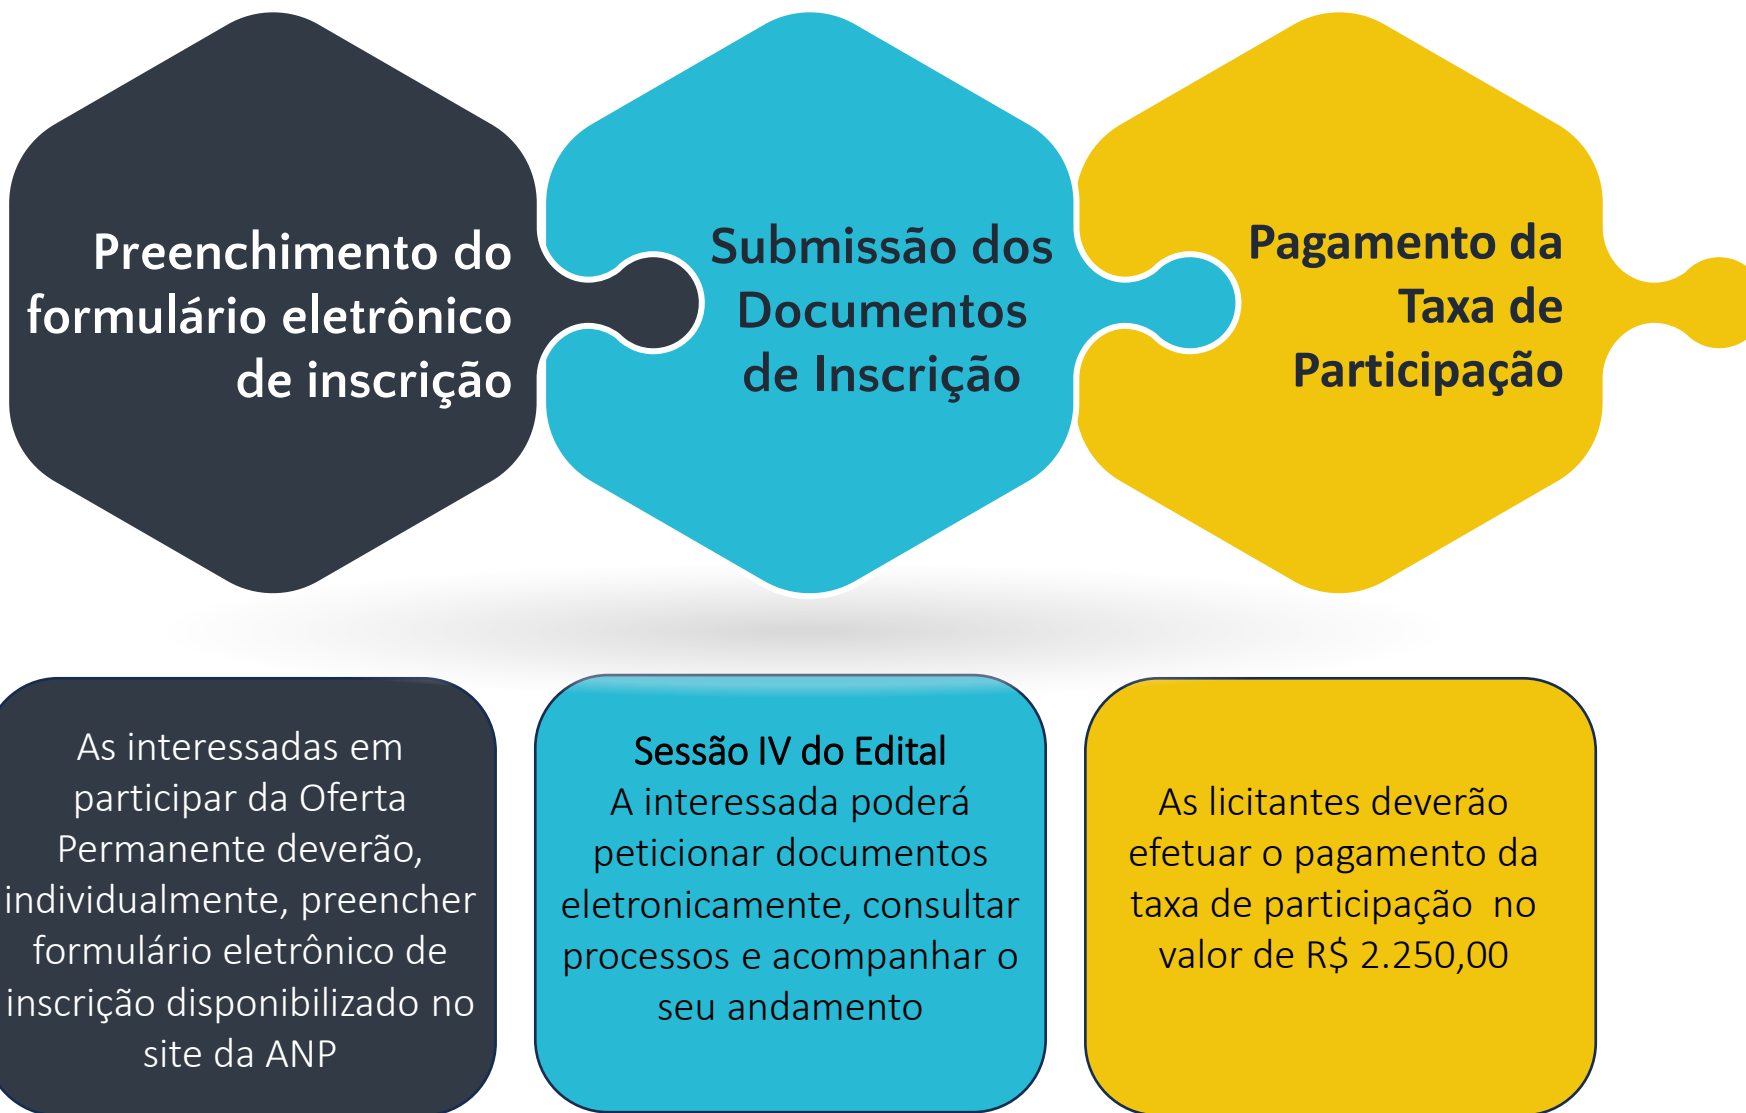 Preenchimento do
formulário eletrônico
de inscrição
Submissão dos
Documentos
de Inscrição
Pagamento da
Taxa de
Participação
As interessadas em
participar da Oferta
Permanente deverão,
individualmente, preencher
formulário eletrônico de
inscrição disponibilizado no
site da ANP
Sessão IV do Edital
A interessada poderá
peticionar documentos
eletronicamente, consultar
processos e acompanhar o
seu andamento
As licitantes deverão
efetuar o pagamento da
taxa de participação  no
valor de R$ 2.250,00